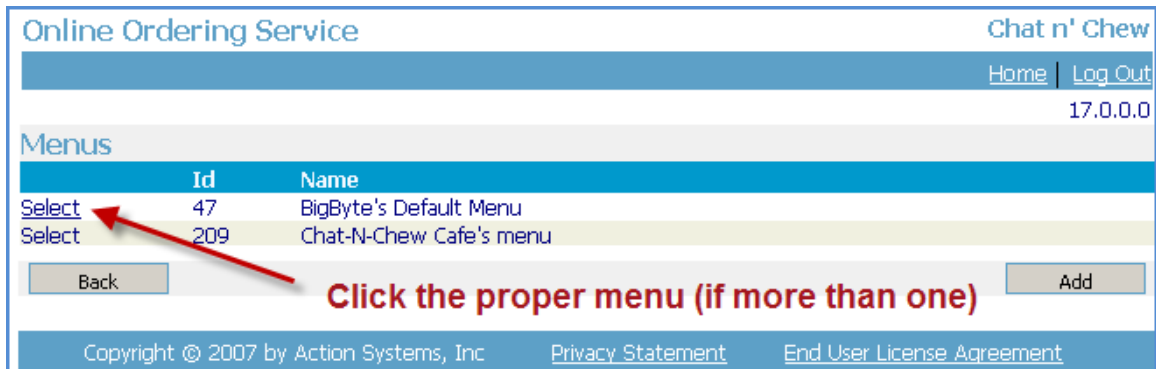 Online Ordering Service Chat n' Chew
Home | Log Out
17.0.0.0
Menus
Id Name
Select 47 BigByte's Default Menu
Select 209 Chat-N-Chew Cafe's menu
Back Add
Click the proper menu (if more than one)
Copyright © 2007 by Action Systems, Inc Privacy Statement End User License Agreement